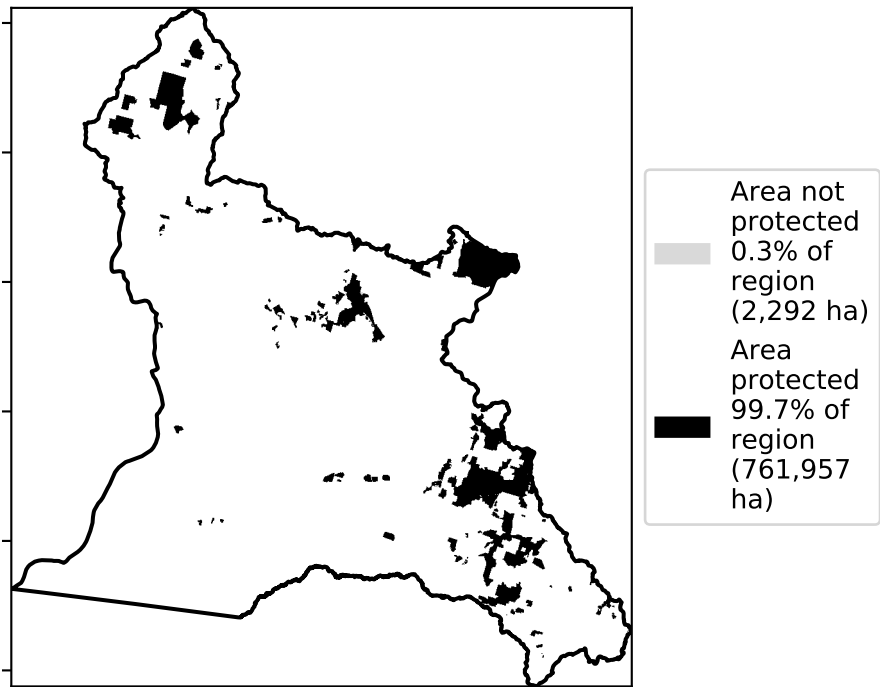 Area not
protected
0.3% of
region
(2,292 ha)
Area
protected
99.7% of
region
(761,957
ha)